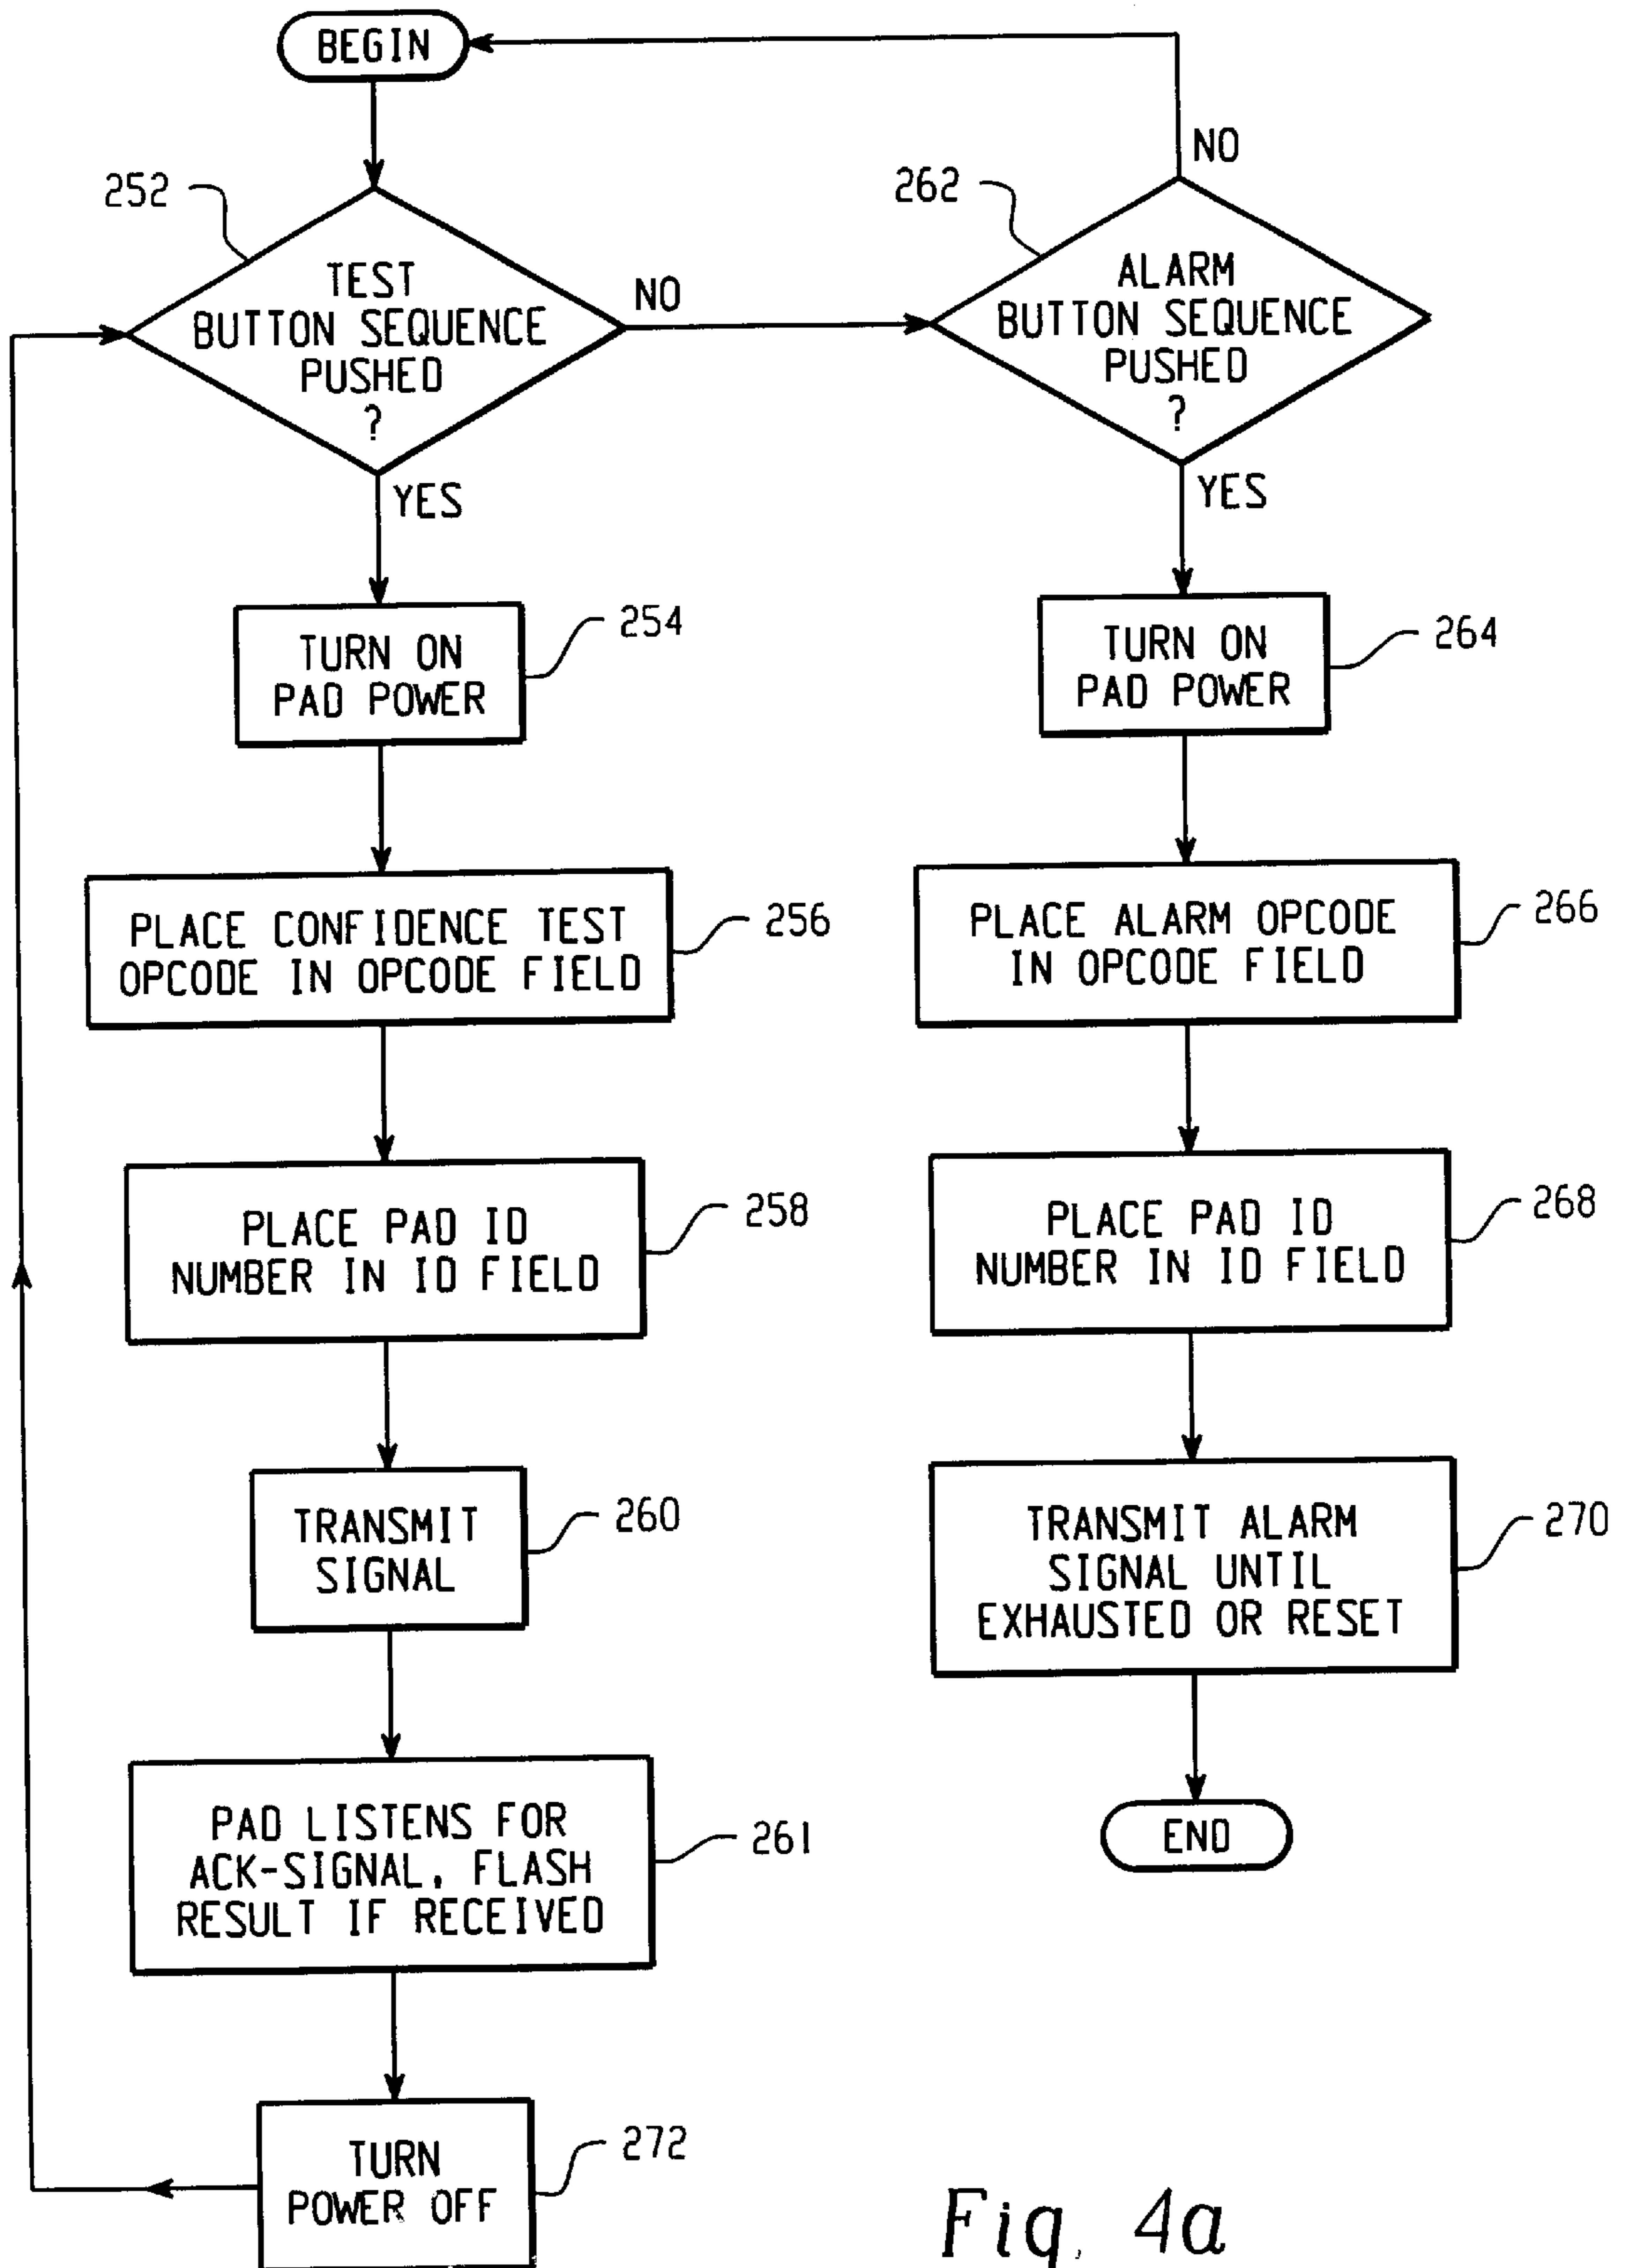 BEGIN
NO
252
262
TEST
BUTTON SEQUENCE
PUSHED
?
NO
ALARM
BUTTON SEQUENCE
PUSHED
?
YES
YES
TURN ON
PAD POWER
254
TURN ON
PAD POWER
264
PLACE CONFIDENCE TEST
OPCODE IN OPCODE FIELD
256
PLACE ALARM OPCODE
IN OPCODE FIELD
266
PLACE PAD ID
NUMBER IN ID FIELD
258
PLACE PAD ID
NUMBER IN ID FIELD
268
TRANSMIT
SIGNAL
260
TRANSMIT ALARM
SIGNAL UNTIL
EXHAUSTED OR RESET
270
PAD LISTENS FOR
ACK-SIGNAL, FLASH
RESULT IF RECEIVED
261
END
TURN
POWER OFF
272
Fig. 4a